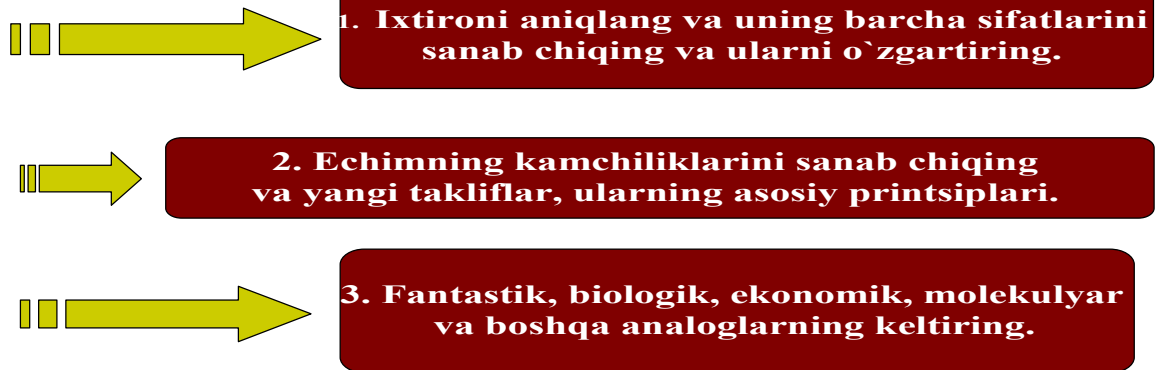 1. Ixtironi aniqlang va uning barcha sifatlarini
sanab chiqing va ularni o`zgartiring.
2. Echimning kamchiliklarini sanab chiqing
va yangi takliflar, ularning asosiy printsiplari.
3. Fantastik, biologik, ekonomik, molekulyar
va boshqa analoglarning keltiring.